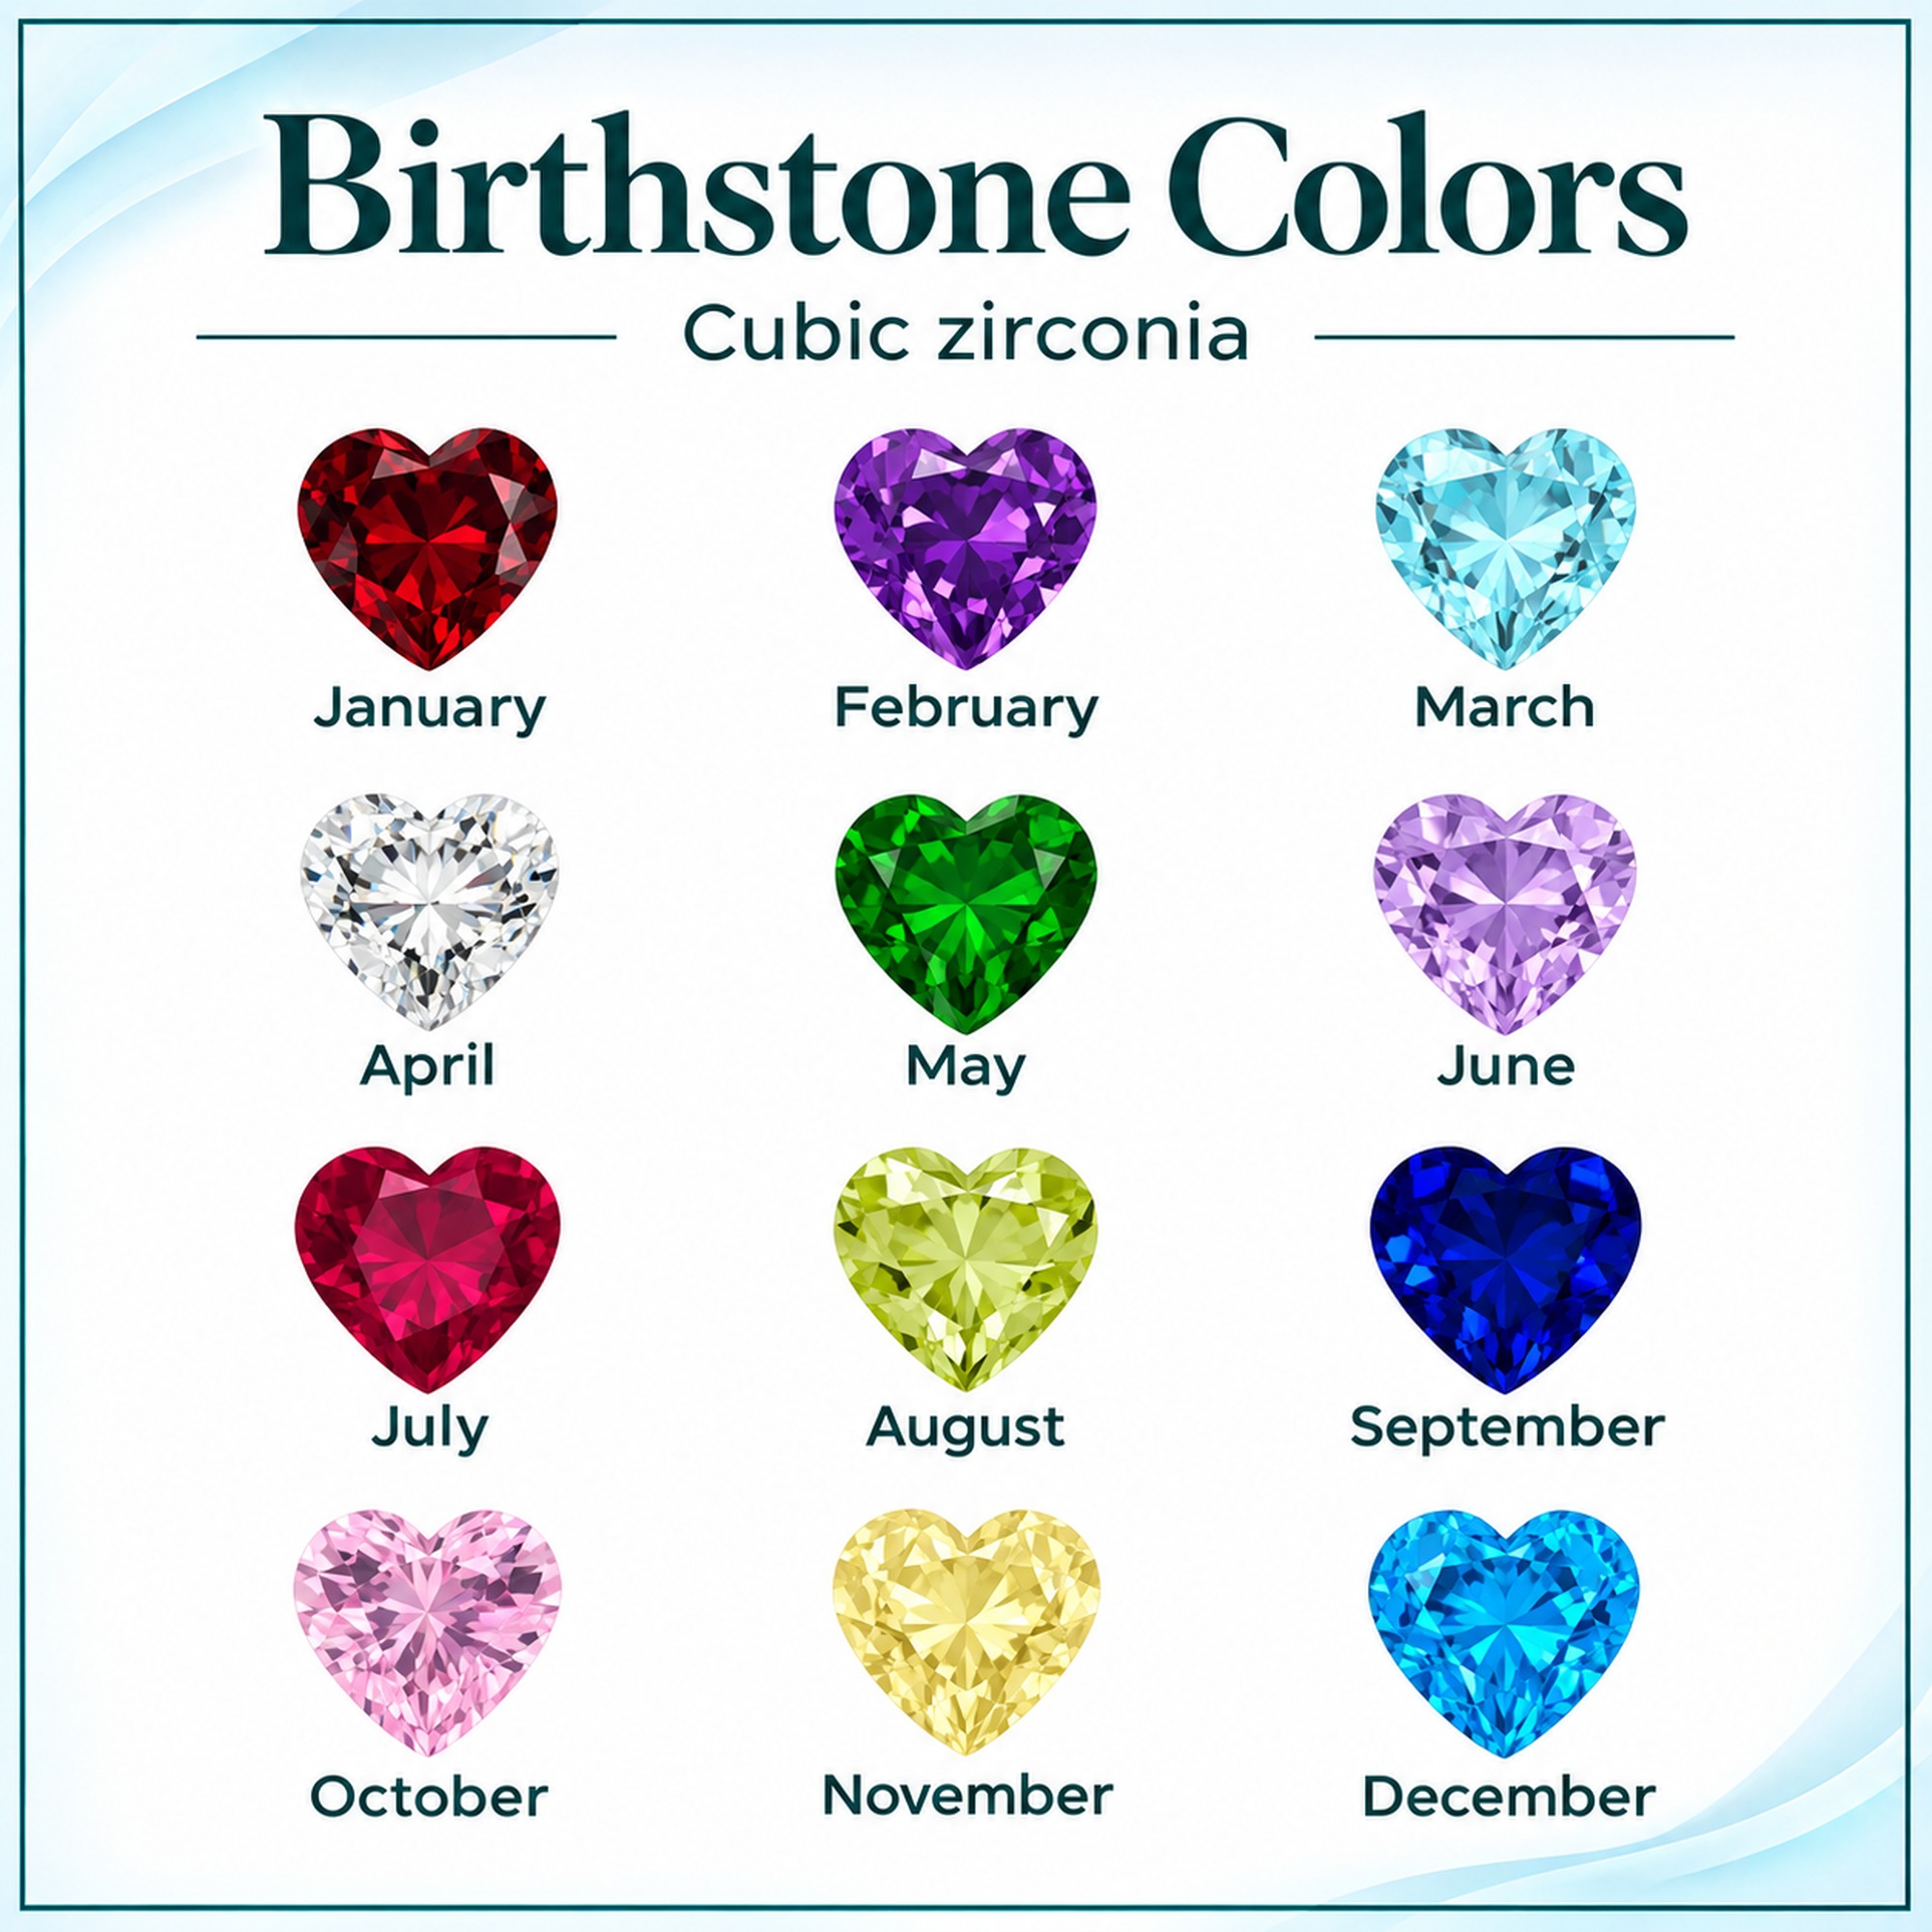 Birthstone Colors
Cubic zirconia
January
February
March
April
May
June
July
August
September
October
November
December